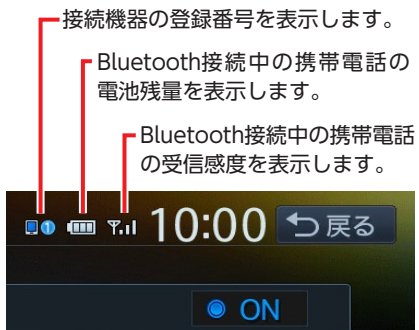 接続機器の登録番号を表示します。
Bluetooth接続中の携帯電話の
電池残量を表示します。
Bluetooth接続中の携帯電話
の受信感度を表示します。
1 10:00 戻る
ON